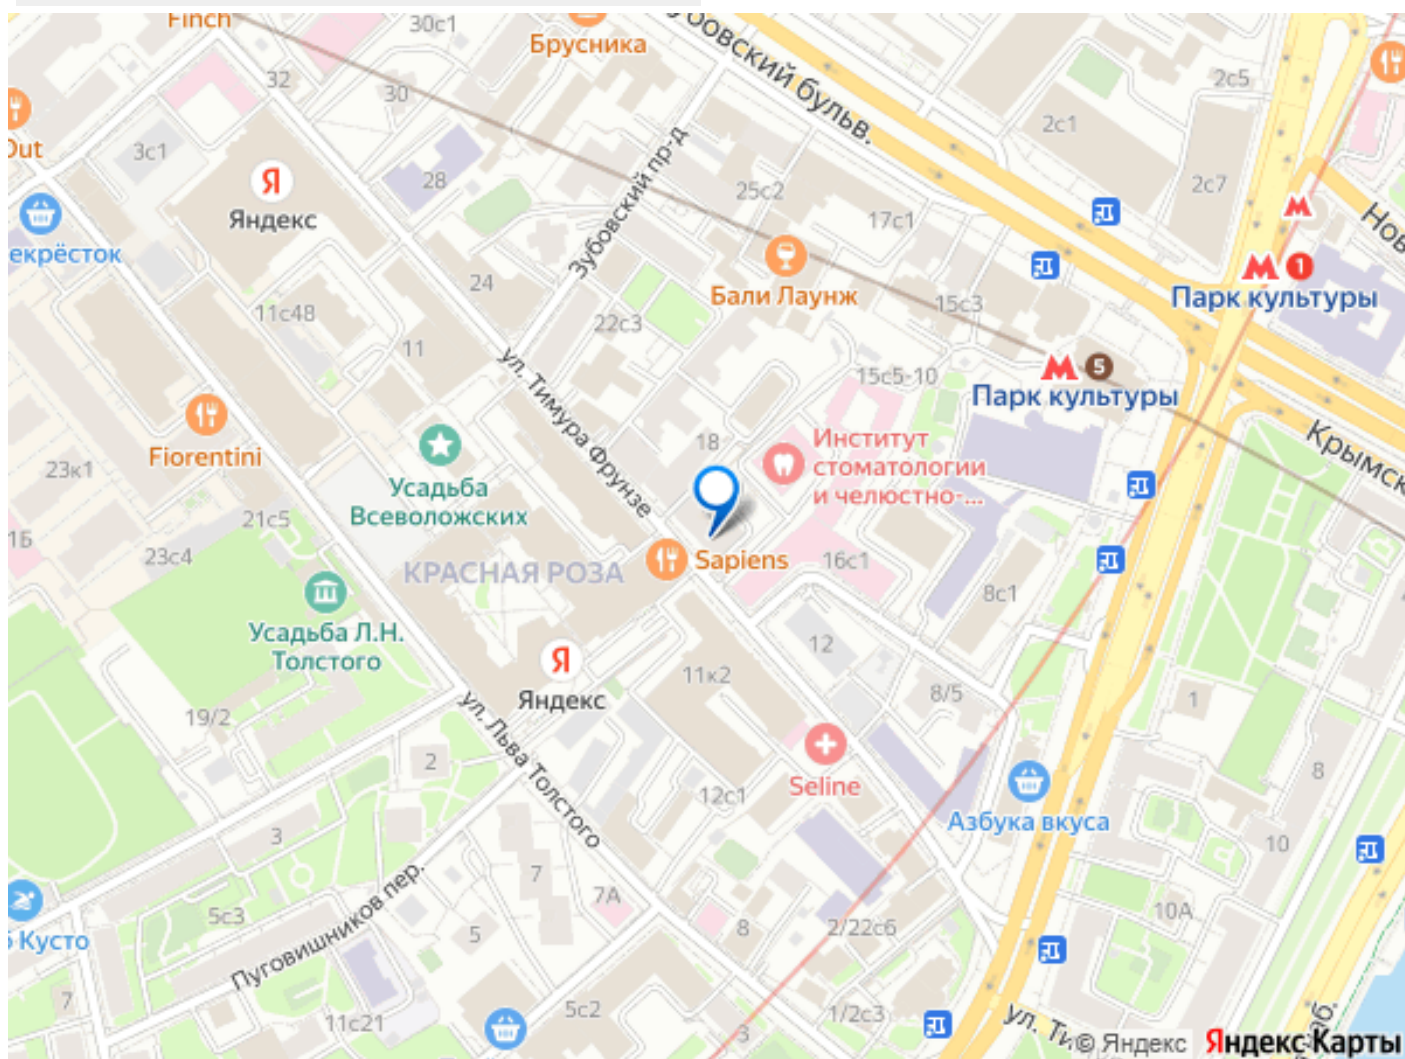 Finch
30с1
Брусника
32
30
2с5
Зубовский бульв.
2с1
Out
3с1
28
Зубовский пр-д
25с2
2с7
Яндекс
17с1
екрёсток
24
Бали Лаунж
15с3
1
Парк культуры
11с48
22с3
11
ул. Тимура Фрунзе
15с5-10
5
Парк культуры
Fiorentini
18
Институт
стоматологии
и челюстно-...
23к1
Усадьба
Всеволожских
21с5
1Б
23с4
КРАСНАЯ РОЗА
Sapiens
16с1
8с1
Усадьба Л.Н.
Толстого
12
11к2
8/5
Яндекс
1
19/2
ул. Льва Толстого
2
Seline
8
12с1
Азбука вкуса
3
10
7
7А
Пуговишников пер.
5с3
10А
Кусто
5
8
2/22с6
7
11с21
5с2
3
1/2с3
© Яндекс
Яндекс Карты